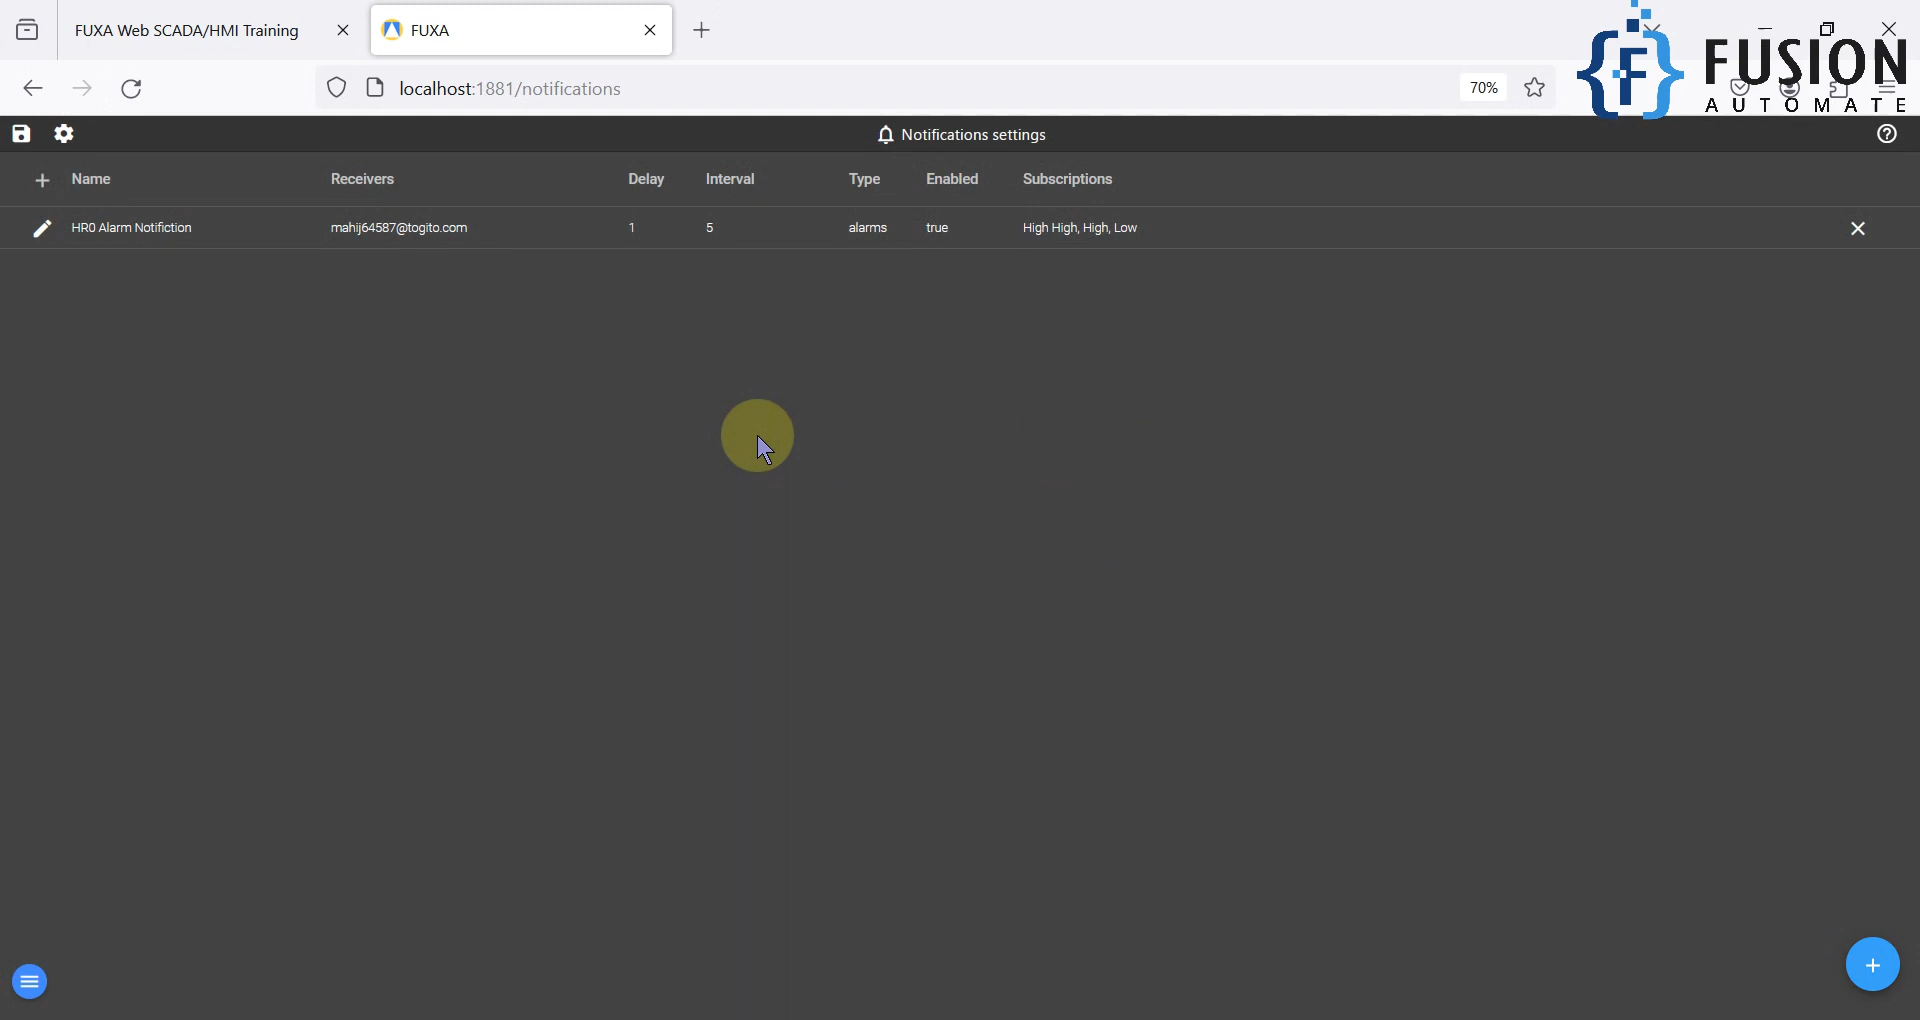 FUXA Web SCADA/HMI Training
FUXA
localhost:1881/notifications
70%
FUSION
AUTOMATE
Notifications settings
Name Receivers Delay Interval Type Enabled Subscriptions
HR0 Alarm Notifiction mahij64587@togito.com 1 5 alarms true High High, High, Low